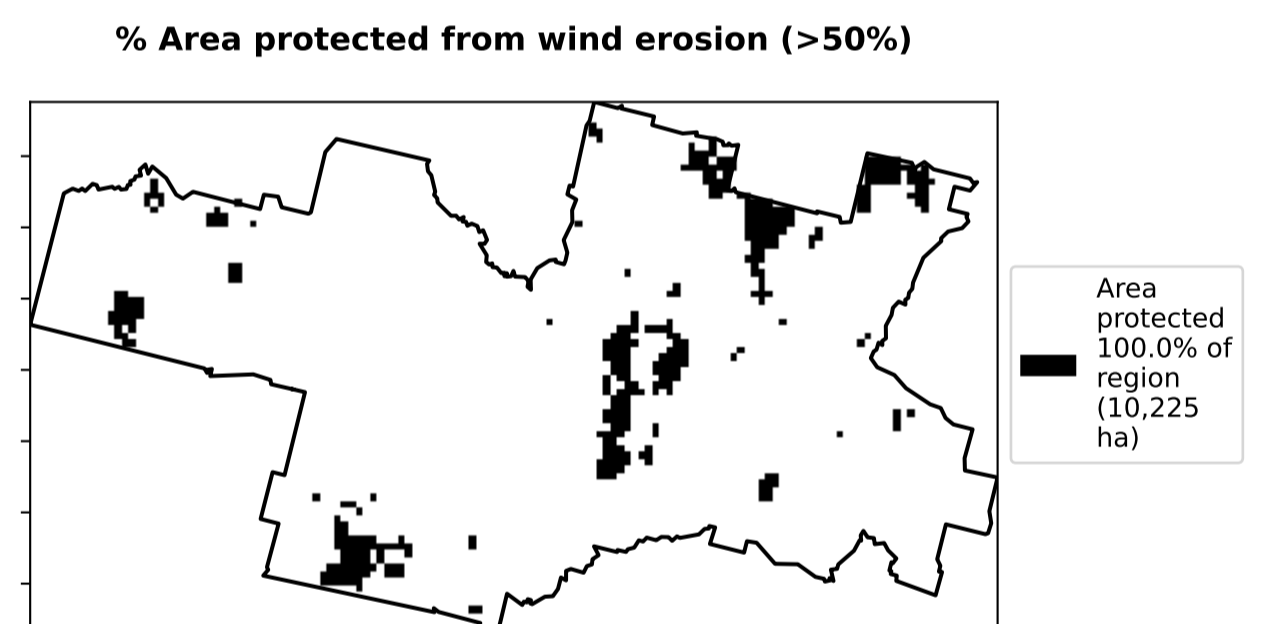 % Area protected from wind erosion (>50%)
Area
protected
100.0% of
region
(10,225
ha)